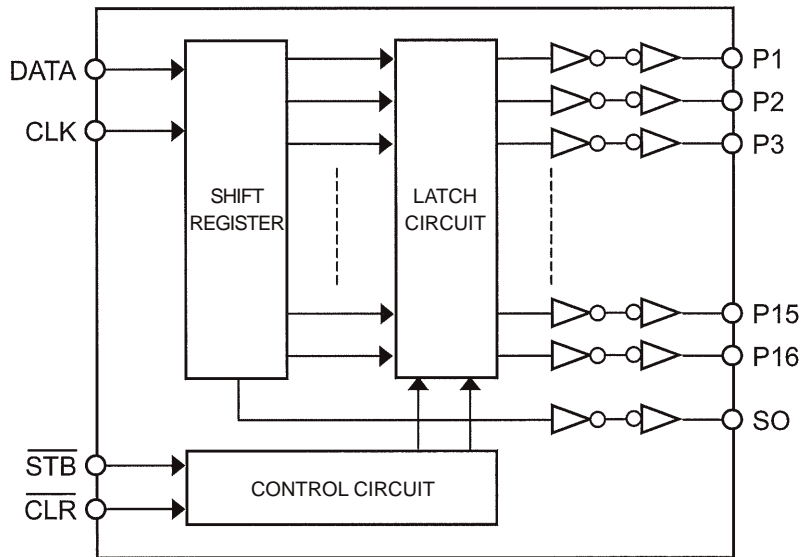 DATA
CLK
SHIFT
REGISTER
LATCH
CIRCUIT
P1
P2
P3
P15
P16
SO
STB
CLR
CONTROL CIRCUIT